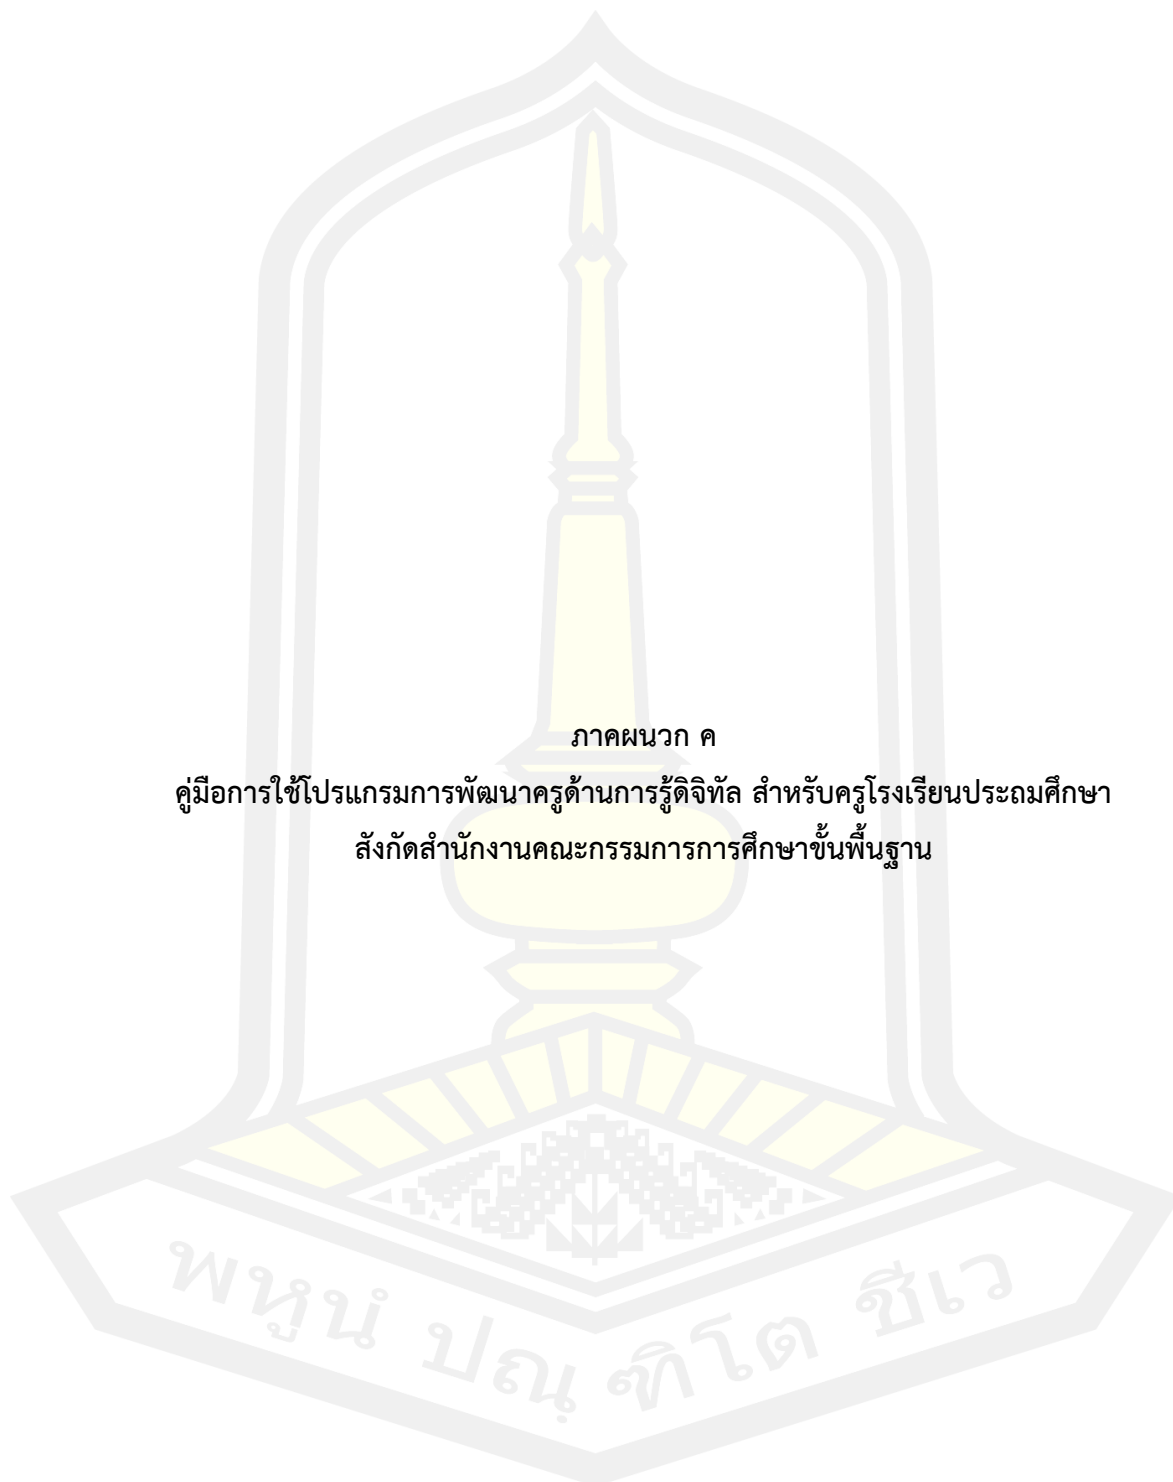 ภาคผนวก ค
คู่มือการใช้โปรแกรมการพัฒนาครูด้านการรู้ดิจิทัล สำหรับครูโรงเรียนประถมศึกษา
สังกัดสำนักงานคณะกรรมการการศึกษาขั้นพื้นฐาน
พหูนํ ปณฺฑิโต ชีเว